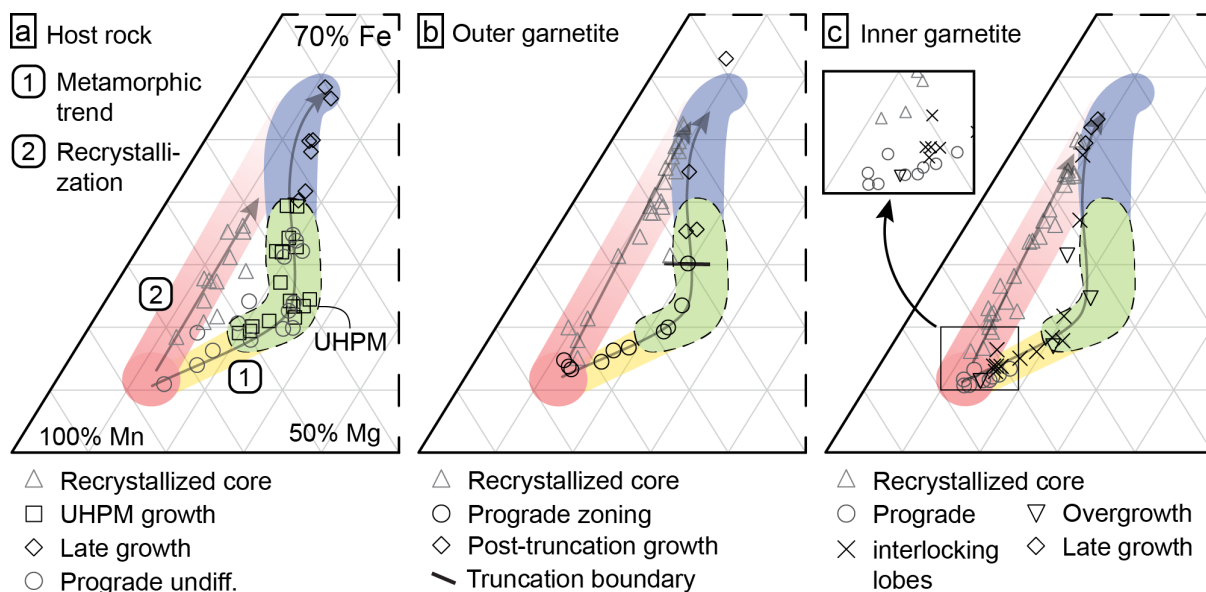 a Host rock
70% Fe
1 Metamorphic
trend
2 Recrystalli-
zation
2
UHPM
1
100% Mn
50% Mg
Recrystallized core
UHPM growth
Late growth
Prograde undiff.
b Outer garnetite
Recrystallized core
Prograde zoning
Post-truncation growth
Truncation boundary
c Inner garnetite
Recrystallized core
Prograde
Overgrowth
interlocking
lobes
Late growth